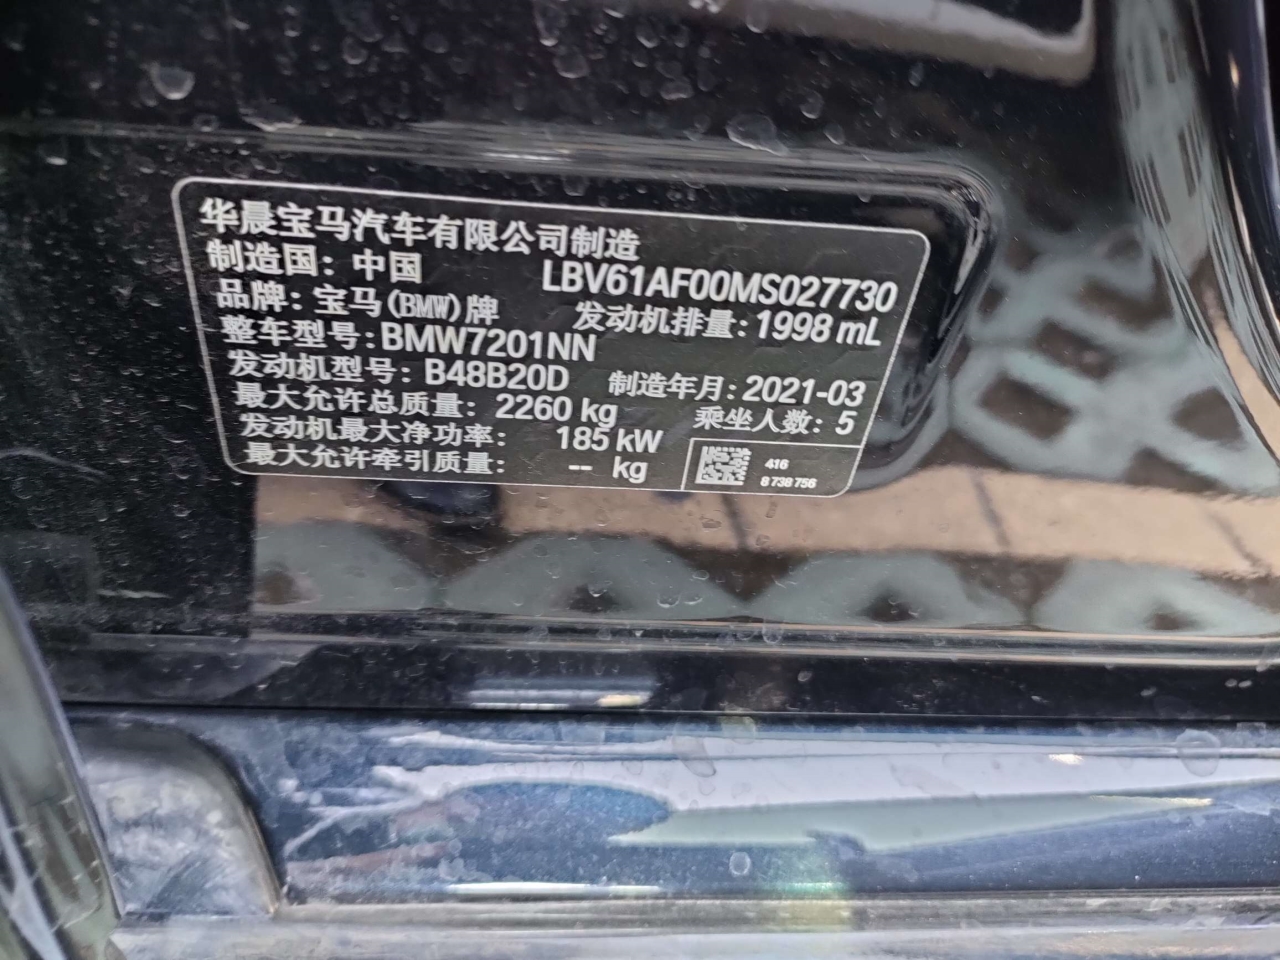 华晨宝马汽车有限公司制造
制造国：中国
LBV61AF00MS027730
品牌：宝马(BMW)牌
发动机排量：1998 mL
整车型号：BMW7201NN
发动机型号：B48B20D
制造年月：2021-03
最大允许总质量：2260 kg
乘坐人数：5
发动机最大净功率：185 kW
最大允许牵引质量：-- kg
416
8 738 756